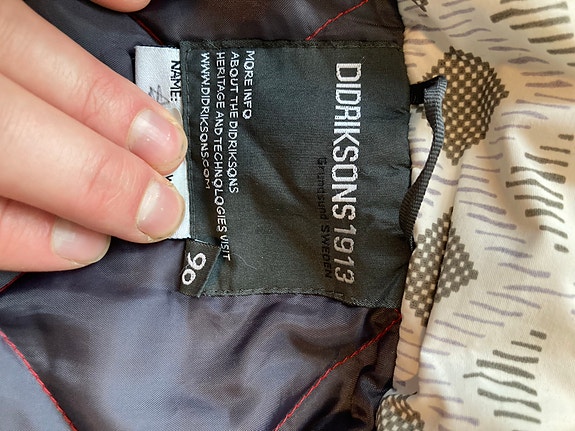 DIDRIKSONS1913
Grundsund SWEDEN
MORE INFO
ABOUT THE DIDRIKSONS
HERITAGE AND TECHNOLOGIES VISIT
WWW.DIDRIKSONS.COM
NAME:
90